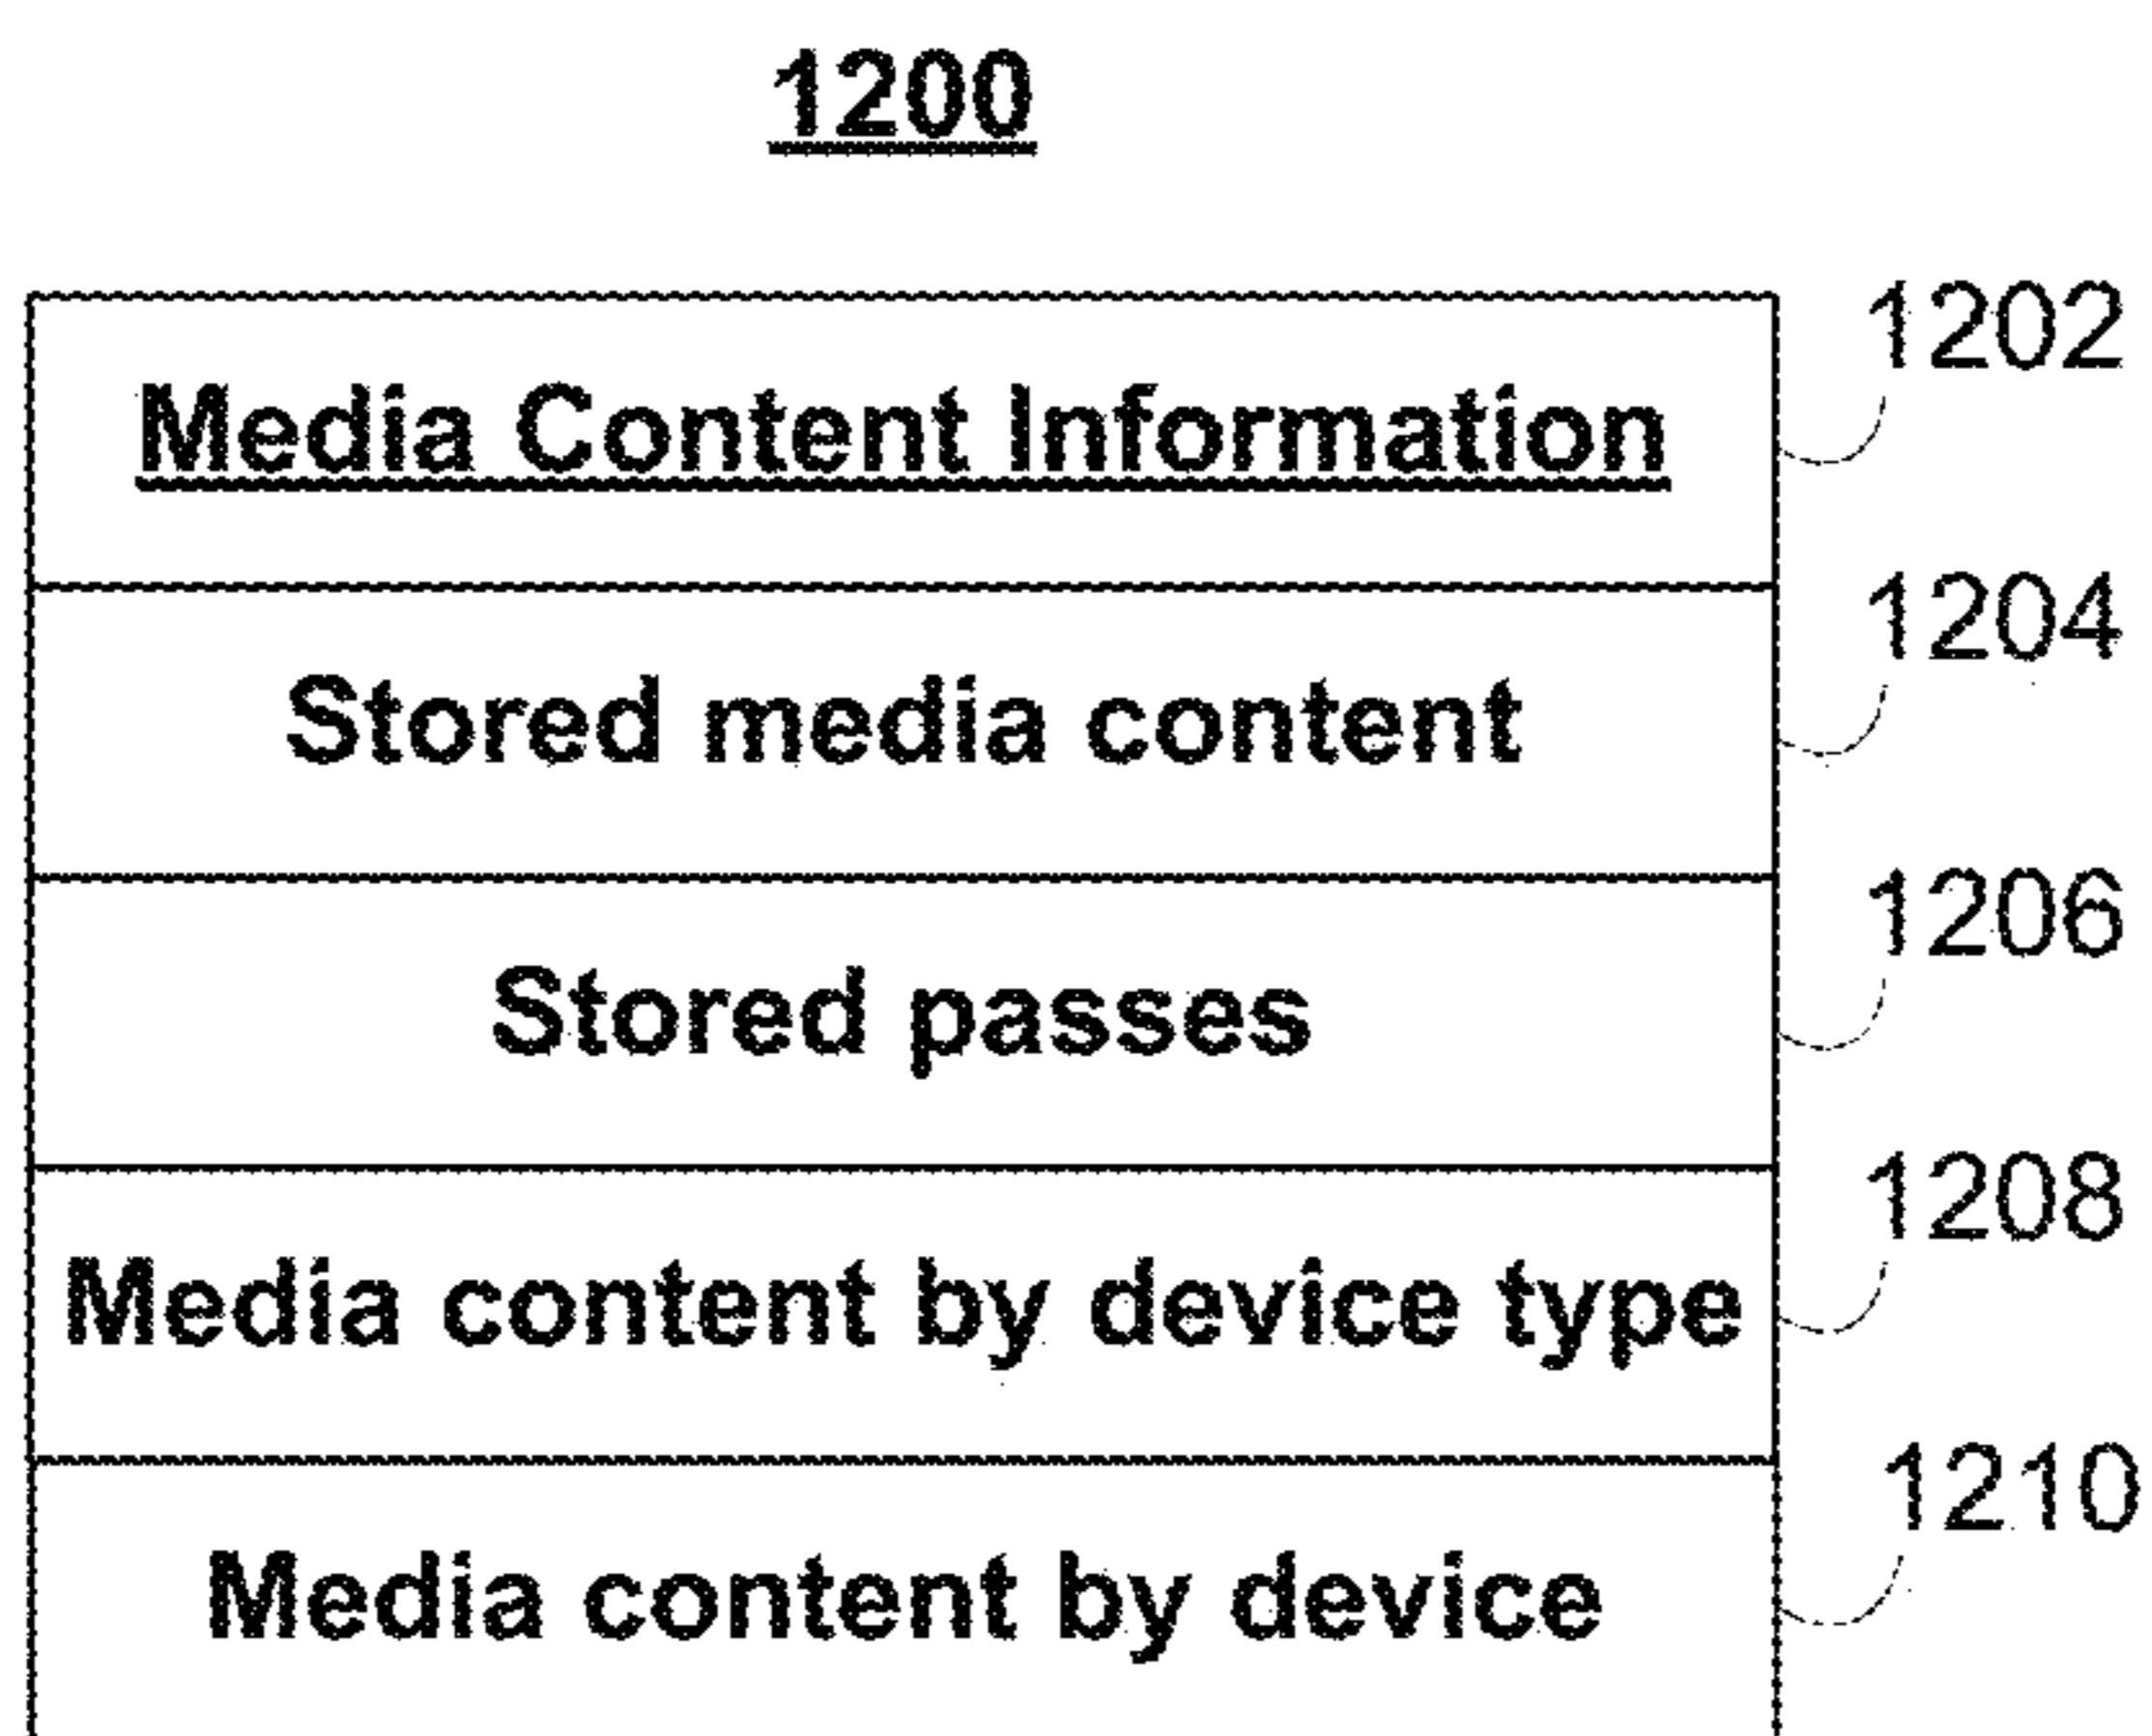 1200
Media Content Information 1202
Stored media content 1204
Stored passes 1206
Media content by device type 1208
Media content by device 1210